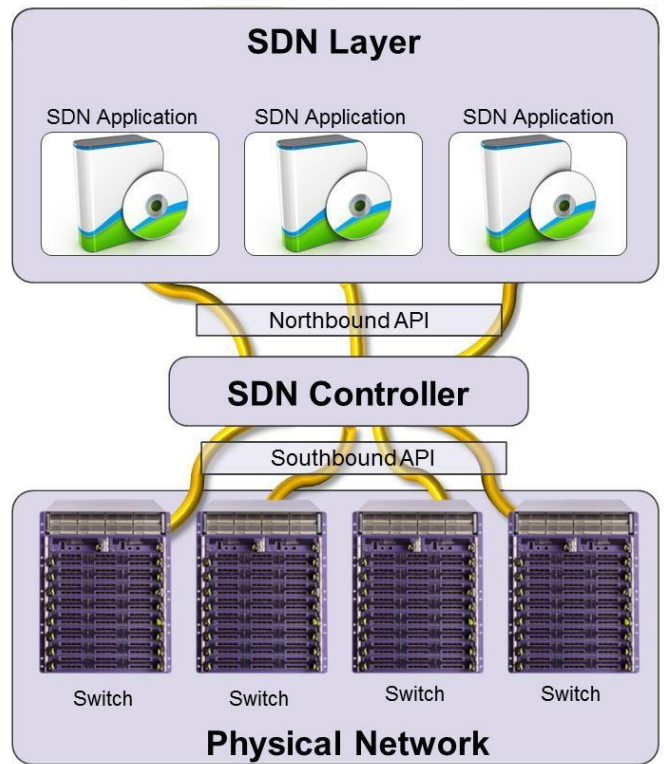 SDN Layer
SDN Application
SDN Application
SDN Application
Northbound API
SDN Controller
Southbound API
Switch
Switch
Switch
Switch
Physical Network